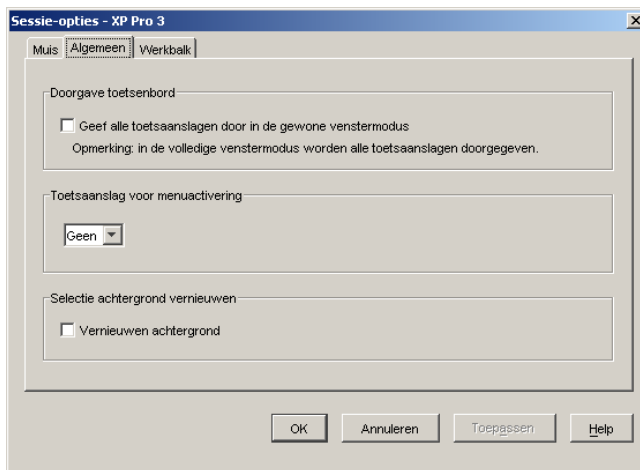 Sessie-opties - XP Pro 3
Muis Algemeen Werkbalk
Doorgave toetsenbord
Geef alle toetsaanslagen door in de gewone venstermodus
Opmerking: in de volledige venstermodus worden alle toetsaanslagen doorgegeven.
Toetsaanslag voor menuactivering
Geen
Selectie achtergrond vernieuwen
Vernieuwen achtergrond
OK Annuleren Toepassen Help